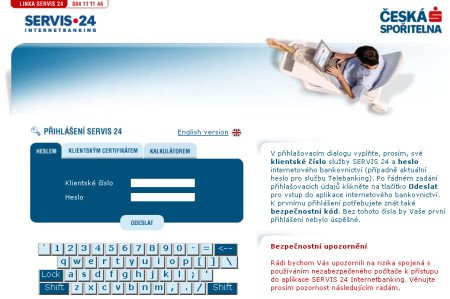 LINKA SERVIS 24 844 11 11 44
SERVIS 24
INTERNETBANKING
ČESKÁ
SPOŘITELNA
PŘIHLÁŠENÍ SERVIS 24
English version
HESLEM
KLIENTSKÝM CERTIFIKÁTEM
KALKULÁTOREM
Klientské číslo
Heslo
ODESLAT
V přihlašovacím dialogu vyplňte, prosím, své
klientské číslo služby SERVIS 24 a heslo
internetového bankovnictví (případně aktuální
heslo pro službu Telebanking). Po řádném zadání
přihlašovacích údajů klikněte na tlačítko Odeslat
pro vstup do aplikace internetového bankovnictví.
K prvnímu přihlášení potřebujete znát také
bezpečnostní kód. Bez tohoto čísla by Vaše první
přihlášení nebylo úspěšné.
` 1 2 3 4 5 6 7 8 9 0 - = <--
q w e r t y u i o p [ ] \
Lock a s d f g h j k l ; '
Shift z x c v b n m , . / Shift
Bezpečnostní upozornění
Rádi bychom Vás upozornili na rizika spojená s
používáním nezabezpečeného počítače k přístupu
do aplikace SERVIS 24 Internetbanking. Věnujte
prosím pozornost následujícím radám.